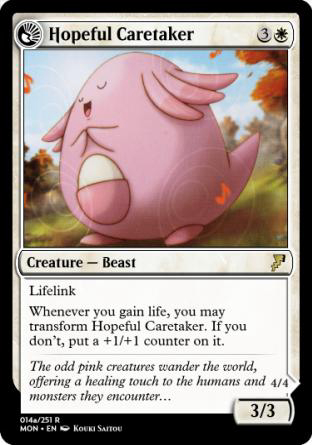 Hopeful Caretaker 3
Creature — Beast
Lifelink
Whenever you gain life, you may
transform Hopeful Caretaker. If you
don't, put a +1/+1 counter on it.
The odd pink creatures wander the world,
offering a healing touch to the humans and
monsters they encounter…
4/4
3/3
014a/251 R
MON • EN Kouki Saitou